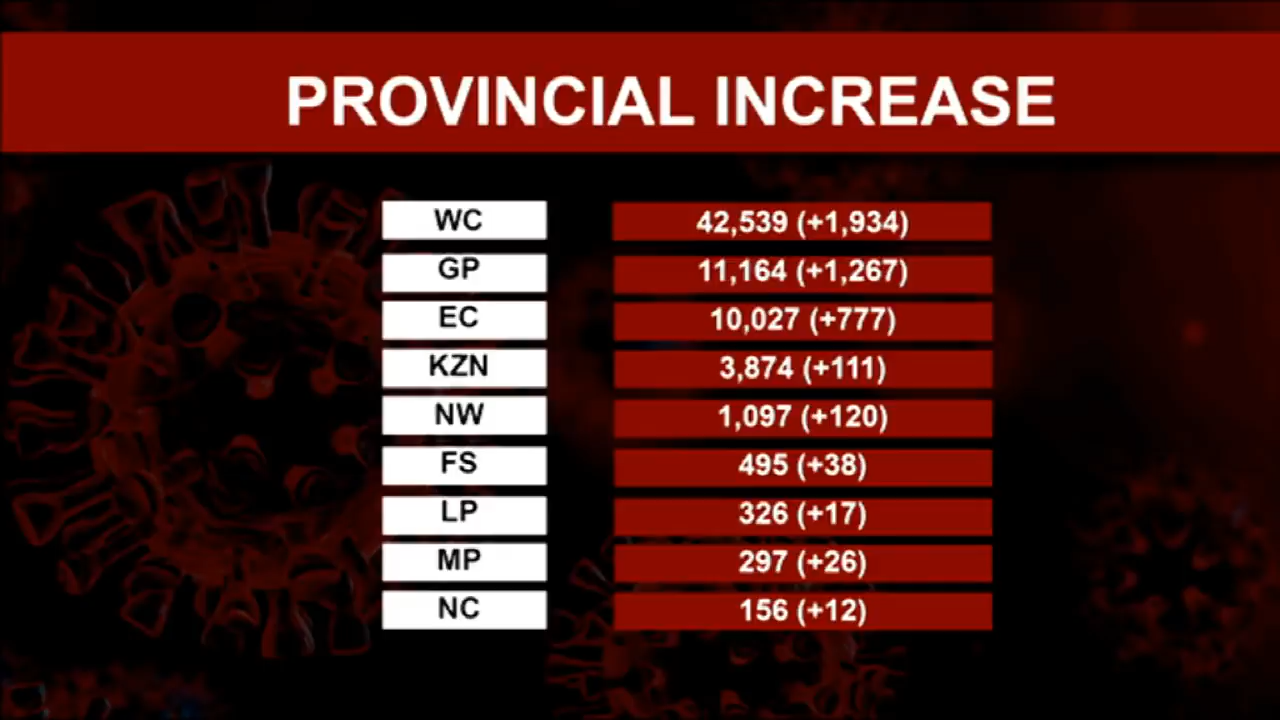 PROVINCIAL INCREASE
WC 42,539 (+1,934)
GP 11,164 (+1,267)
EC 10,027 (+777)
KZN 3,874 (+111)
NW 1,097 (+120)
FS 495 (+38)
LP 326 (+17)
MP 297 (+26)
NC 156 (+12)